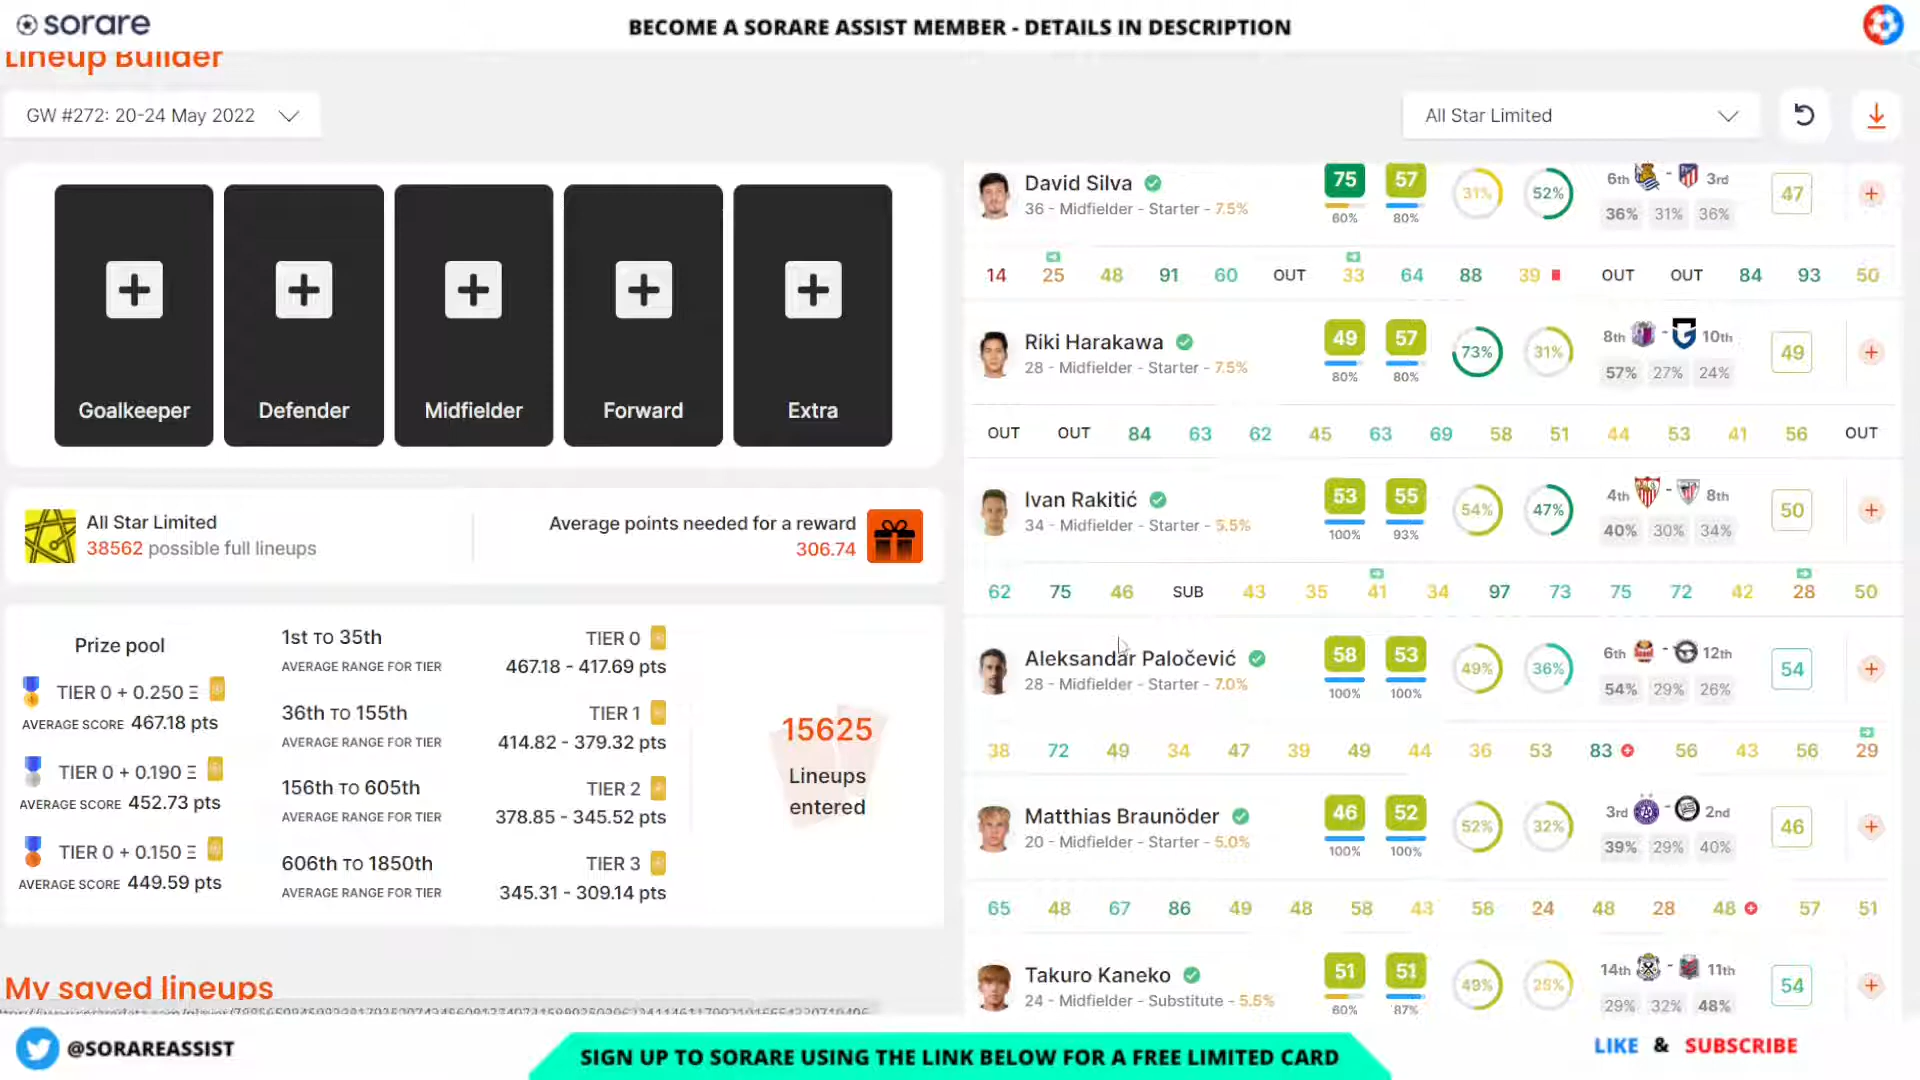 sorare
BECOME A SORARE ASSIST MEMBER - DETAILS IN DESCRIPTION
Lineup Builder
GW #272: 20-24 May 2022
All Star Limited
Goalkeeper
Defender
Midfielder
Forward
Extra
All Star Limited
38562 possible full lineups
Average points needed for a reward
306.74
Prize pool
TIER 0 + 0.250 Ξ
AVERAGE SCORE 467.18 pts
TIER 0 + 0.190 Ξ
AVERAGE SCORE 452.73 pts
TIER 0 + 0.150 Ξ
AVERAGE SCORE 449.59 pts
1st TO 35th TIER 0
AVERAGE RANGE FOR TIER 467.18 - 417.69 pts
36th TO 155th TIER 1
AVERAGE RANGE FOR TIER 414.82 - 379.32 pts
156th TO 605th TIER 2
AVERAGE RANGE FOR TIER 378.85 - 345.52 pts
606th TO 1850th TIER 3
AVERAGE RANGE FOR TIER 345.31 - 309.14 pts
15625
Lineups
entered
My saved lineups
David Silva 75 57 31% 52% 6th - 3rd 47 +
36 - Midfielder - Starter - 7.5% 60% 80% 36% 31% 36%
14 25 48 91 60 OUT 33 64 88 39 OUT OUT 84 93 50
Riki Harakawa 49 57 73% 31% 8th - 10th 49 +
28 - Midfielder - Starter - 7.5% 80% 80% 57% 27% 24%
OUT OUT 84 63 62 45 63 69 58 51 44 53 41 56 OUT
Ivan Rakitić 53 55 54% 47% 4th - 8th 50 +
34 - Midfielder - Starter - 5.5% 100% 93% 40% 30% 34%
62 75 46 SUB 43 35 41 34 97 73 75 72 42 28 50
Aleksandar Paločević 58 53 49% 36% 6th - 12th 54 +
28 - Midfielder - Starter - 7.0% 100% 100% 54% 29% 26%
38 72 49 34 47 39 49 44 36 53 83 56 43 56 29
Matthias Braunöder 46 52 52% 32% 3rd - 2nd 46 +
20 - Midfielder - Starter - 5.0% 100% 100% 39% 29% 40%
65 48 67 86 49 48 58 43 58 24 48 28 48 57 51
Takuro Kaneko 51 51 49% 14th - 11th 54 +
24 - Midfielder - Substitute - 5.5% 60% 87% 29% 32% 48%
@SORAREASSIST
SIGN UP TO SORARE USING THE LINK BELOW FOR A FREE LIMITED CARD
LIKE & SUBSCRIBE